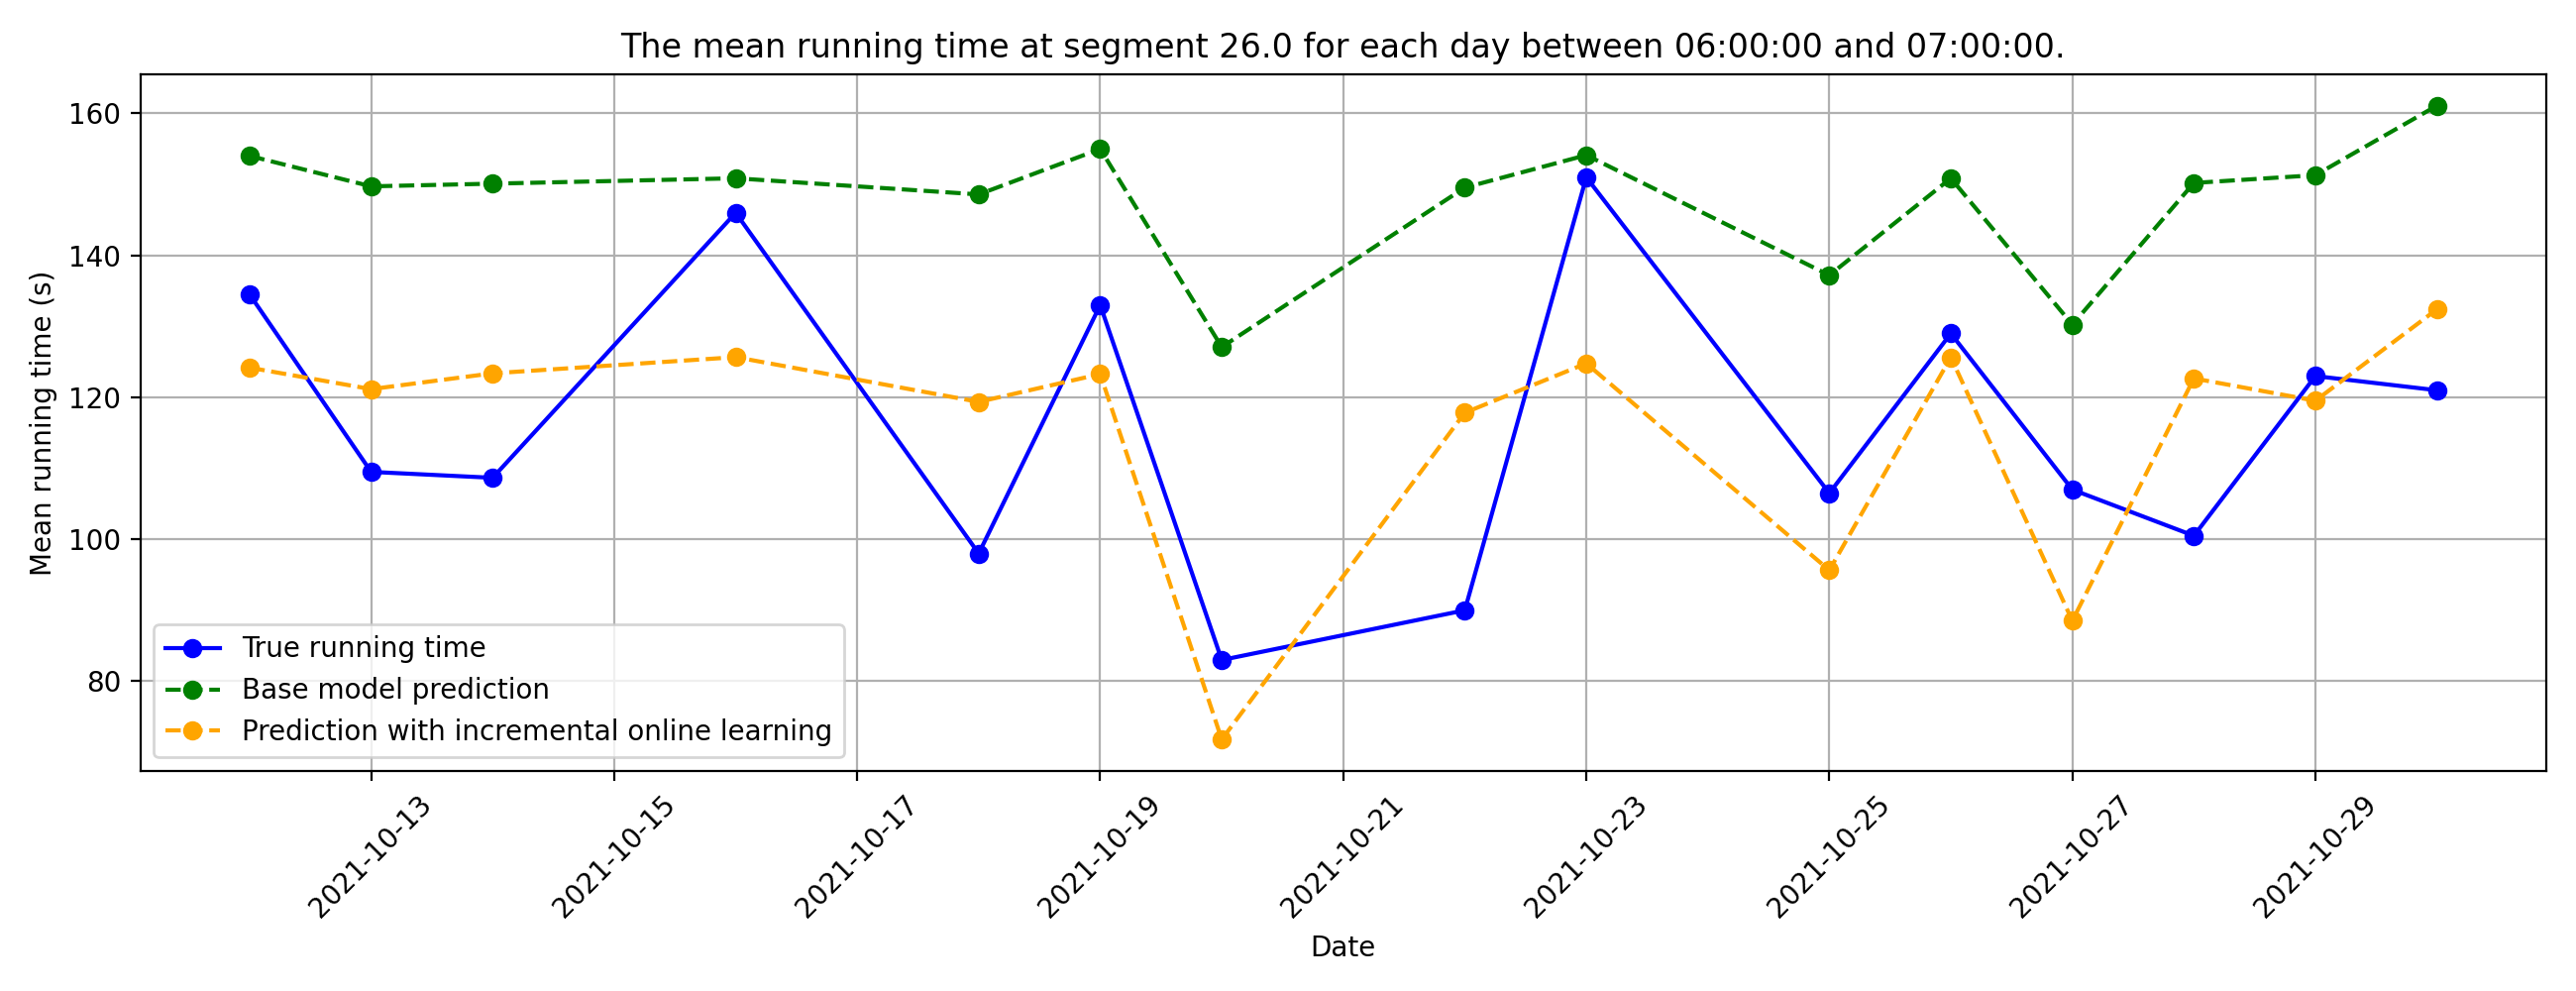 The mean running time at segment 26.0 for each day between 06:00:00 and 07:00:00.
Mean running time (s)
160
140
120
100
80
True running time
Base model prediction
Prediction with incremental online learning
2021-10-13
2021-10-15
2021-10-17
2021-10-19
2021-10-21
2021-10-23
2021-10-25
2021-10-27
2021-10-29
Date